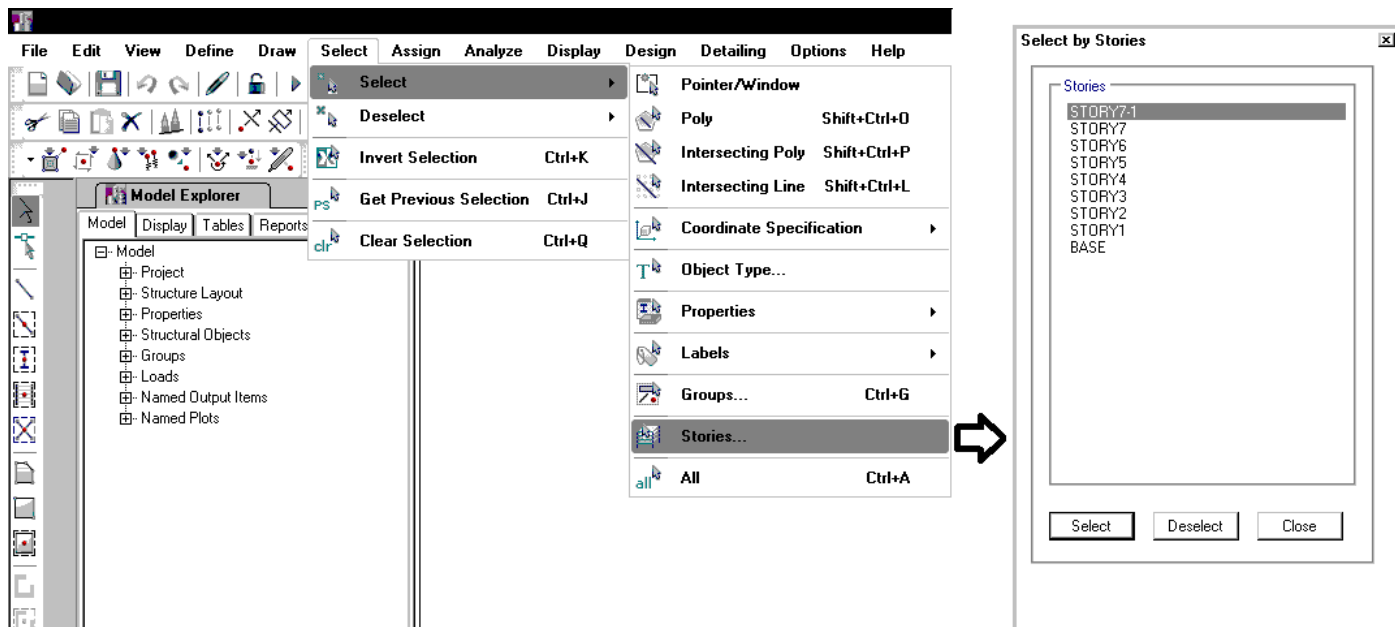 File Edit View Define Draw Select Assign Analyze Display Design Detailing Options Help
Select
Deselect
Invert Selection Ctrl+K
Get Previous Selection Ctrl+J
PS
Clear Selection Ctrl+Q
clr
Pointer/Window
Poly Shift+Ctrl+O
Intersecting Poly Shift+Ctrl+P
Intersecting Line Shift+Ctrl+L
Coordinate Specification
T
Object Type...
Properties
Labels
Groups... Ctrl+G
Stories...
all
All Ctrl+A
Model Explorer
Model Display Tables Reports
Model
Project
Structure Layout
Properties
Structural Objects
Groups
Loads
Named Output Items
Named Plots
Select by Stories
Stories
STORY7-1
STORY7
STORY6
STORY5
STORY4
STORY3
STORY2
STORY1
BASE
Select Deselect Close